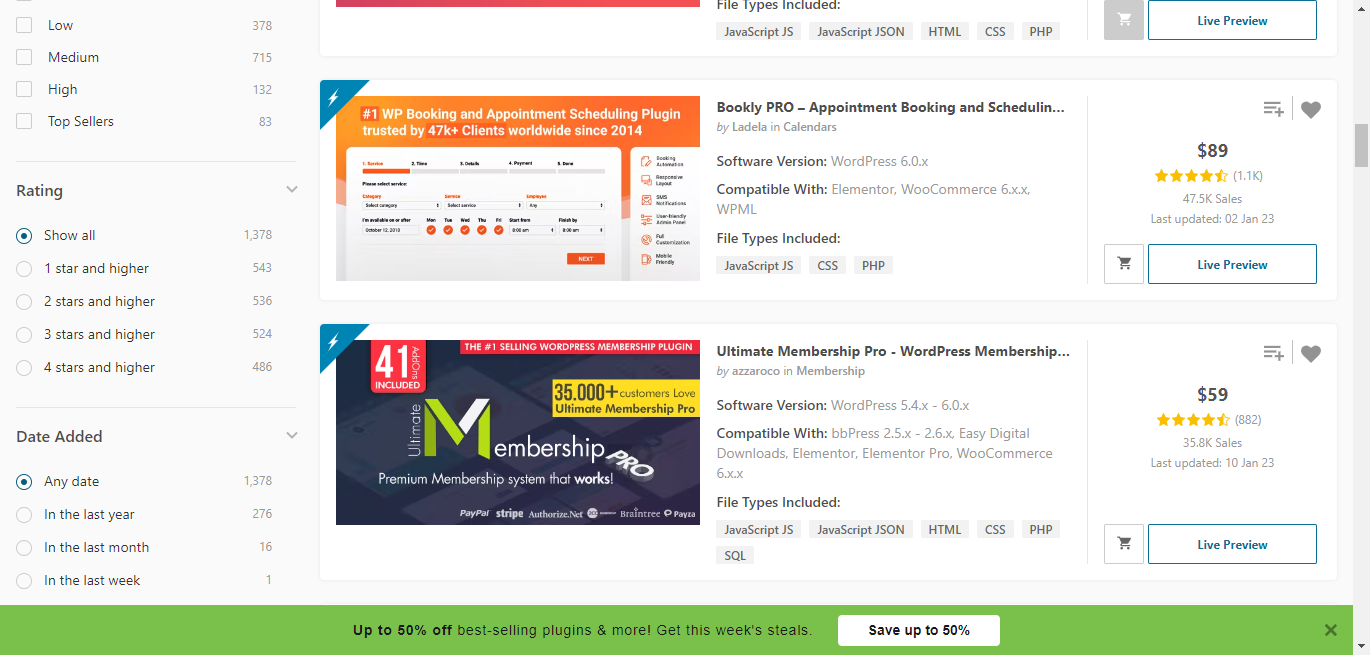 Low 378
Medium 715
High 132
Top Sellers 83
Rating
Show all 1,378
1 star and higher 543
2 stars and higher 536
3 stars and higher 524
4 stars and higher 486
Date Added
Any date 1,378
In the last year 276
In the last month 16
In the last week 1
File Types Included:
JavaScript JS JavaScript JSON HTML CSS PHP
Live Preview
#1 WP Booking and Appointment Scheduling Plugin
trusted by 47k+ Clients worldwide since 2014
1. Service 2. Time 3. Details 4. Payment 5. Done
Please select service:
Category Service Employee
Select category Select service Any
I'm available on or after Mon Tue Wed Thu Fri Start from Finish by
October 12, 2019 8:00 am 8:00 am
NEXT
Booking
Automation
Responsive
Layout
SMS
Notifications
User-friendly
Admin Panel
Full
Customization
Mobile
Friendly
Bookly PRO – Appointment Booking and Schedulin...
by Ladela in Calendars
Software Version: WordPress 6.0.x
Compatible With: Elementor, WooCommerce 6.x.x,
WPML
File Types Included:
JavaScript JS CSS PHP
$89
(1.1K)
47.5K Sales
Last updated: 02 Jan 23
Live Preview
41 AddOns
INCLUDED
THE #1 SELLING WORDPRESS MEMBERSHIP PLUGIN
35.000+ customers Love
Ultimate Membership Pro
Ultimate
Membership PRO
Premium Membership system that works!
PayPal stripe Authorize.Net 2CO Braintree Payza
Ultimate Membership Pro - WordPress Membership...
by azzaroco in Membership
Software Version: WordPress 5.4.x - 6.0.x
Compatible With: bbPress 2.5.x - 2.6.x, Easy Digital
Downloads, Elementor, Elementor Pro, WooCommerce
6.x.x
File Types Included:
JavaScript JS JavaScript JSON HTML CSS PHP
SQL
$59
(882)
35.8K Sales
Last updated: 10 Jan 23
Live Preview
Up to 50% off best-selling plugins & more! Get this week's steals.
Save up to 50%